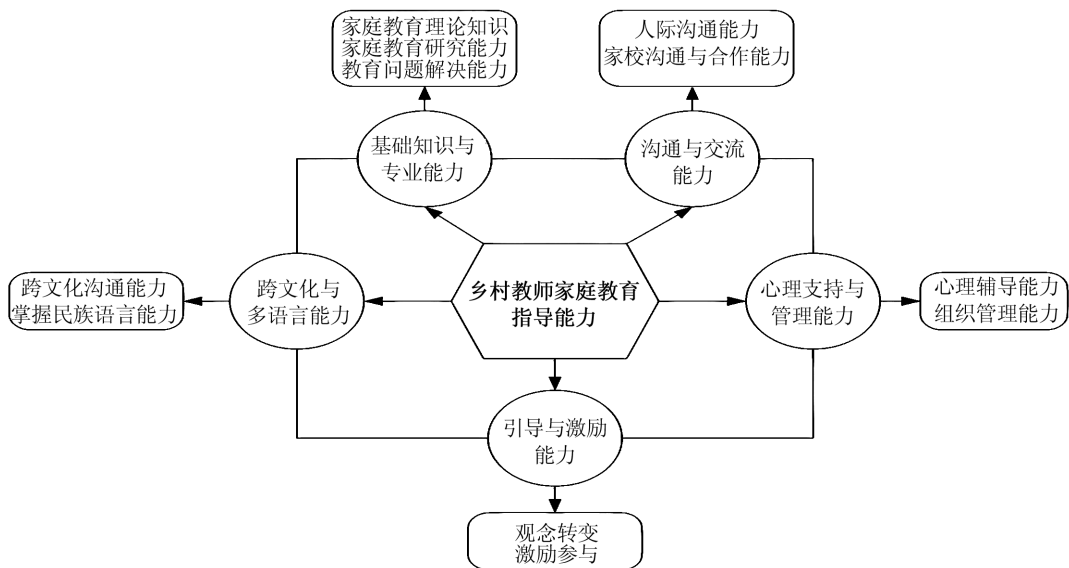 家庭教育理论知识
家庭教育研究能力
教育问题解决能力
人际沟通能力
家校沟通与合作能力
基础知识与
专业能力
沟通与交流
能力
跨文化沟通能力
掌握民族语言能力
跨文化与
多语言能力
乡村教师家庭教育
指导能力
心理支持与
管理能力
心理辅导能力
组织管理能力
引导与激励
能力
观念转变
激励参与